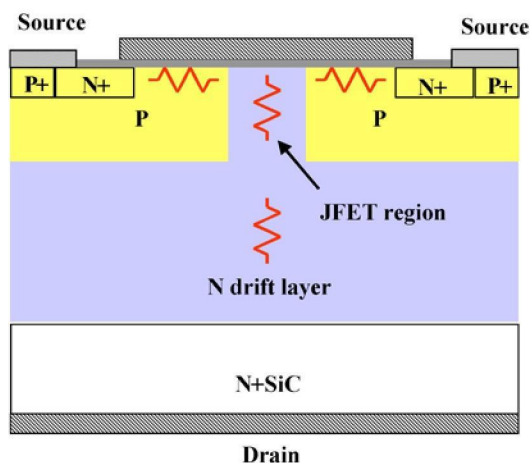 Source
Source
P+
N+
N+
P+
P
P
JFET region
N drift layer
N+SiC
Drain